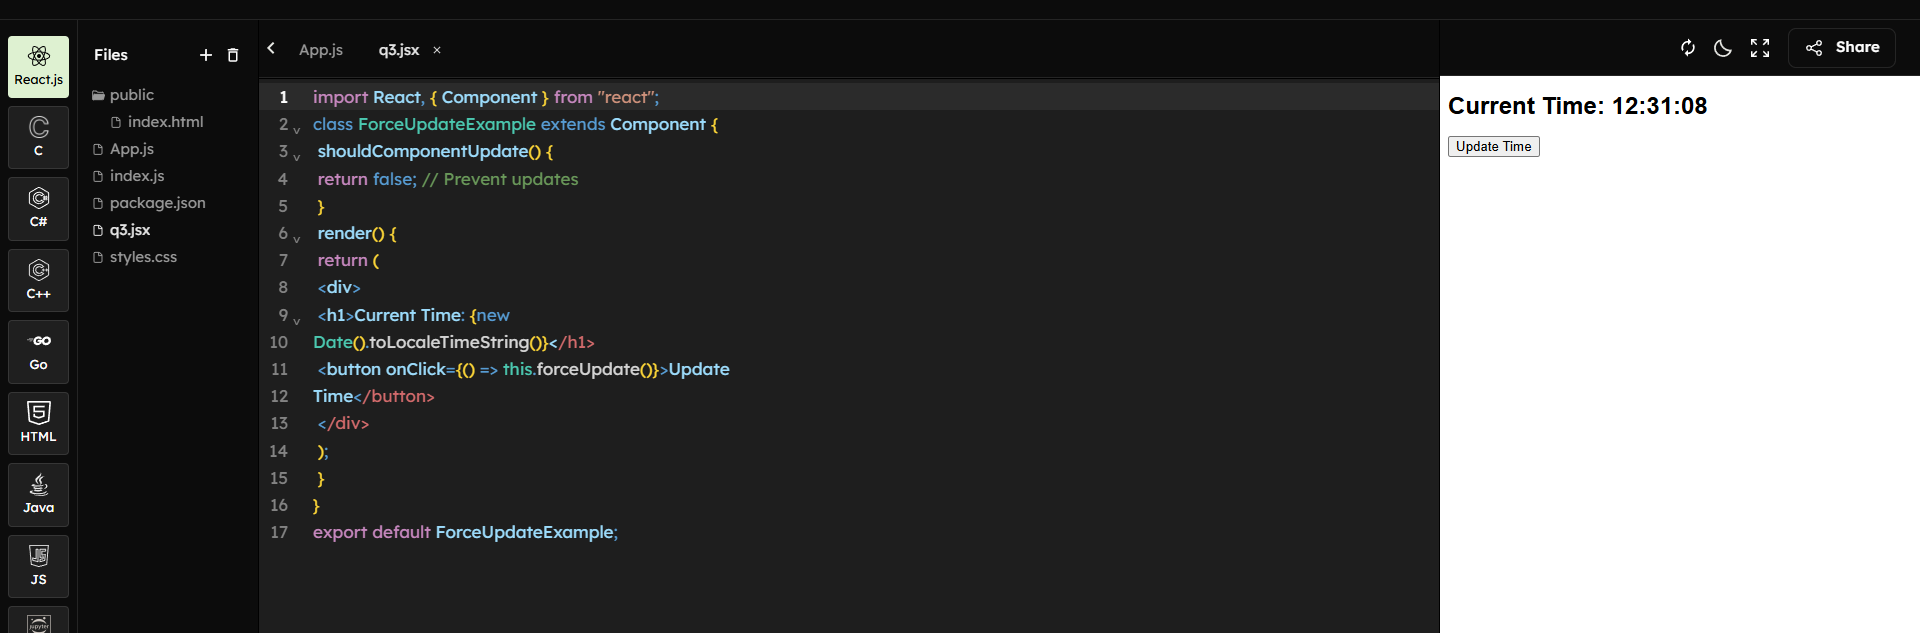 React.js
C
C#
C++
GO
Go
5
HTML
Java
JS
JS
jupyter
Files
public
index.html
App.js
index.js
package.json
q3.jsx
styles.css
App.js
q3.jsx ×
1 import React, { Component } from "react";
2 class ForceUpdateExample extends Component {
3 shouldComponentUpdate() {
4 return false; // Prevent updates
5 }
6 render() {
7 return (
8 <div>
9 <h1>Current Time: {new
10 Date().toLocaleTimeString()}</h1>
11 <button onClick={() => this.forceUpdate()}>Update
12 Time</button>
13 </div>
14 );
15 }
16 }
17 export default ForceUpdateExample;
Share
Current Time: 12:31:08
Update Time